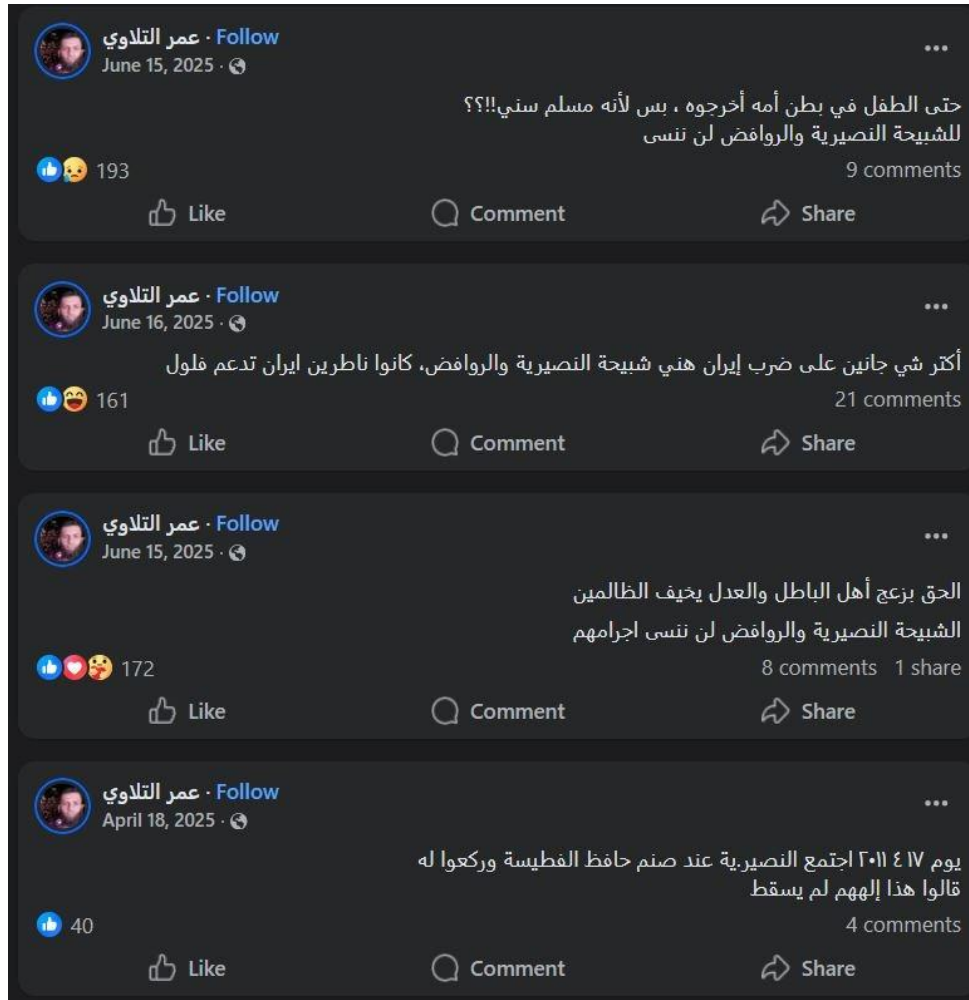 عمر التلاوي · Follow
June 15, 2025 ·
حتى الطفل في بطن أمه أخرجوه ، بس لأنه مسلم سني!!؟؟
للشبيحة النصيرية والروافض لن ننسى
193
9 comments
Like Comment Share
عمر التلاوي · Follow
June 16, 2025 ·
أكتر شي جانين على ضرب إيران هني شبيحة النصيرية والروافض، كانوا ناطرين ايران تدعم فلول
161
21 comments
Like Comment Share
عمر التلاوي · Follow
June 15, 2025 ·
الحق بزعج أهل الباطل والعدل يخيف الظالمين
الشبيحة النصيرية والروافض لن ننسى اجرامهم
172
8 comments 1 share
Like Comment Share
عمر التلاوي · Follow
April 18, 2025 ·
يوم ١٧ ٤ ٢٠١١ اجتمع النصير.ية عند صنم حافظ الفطيسة وركعوا له
قالوا هذا إلههم لم يسقط
40
4 comments
Like Comment Share